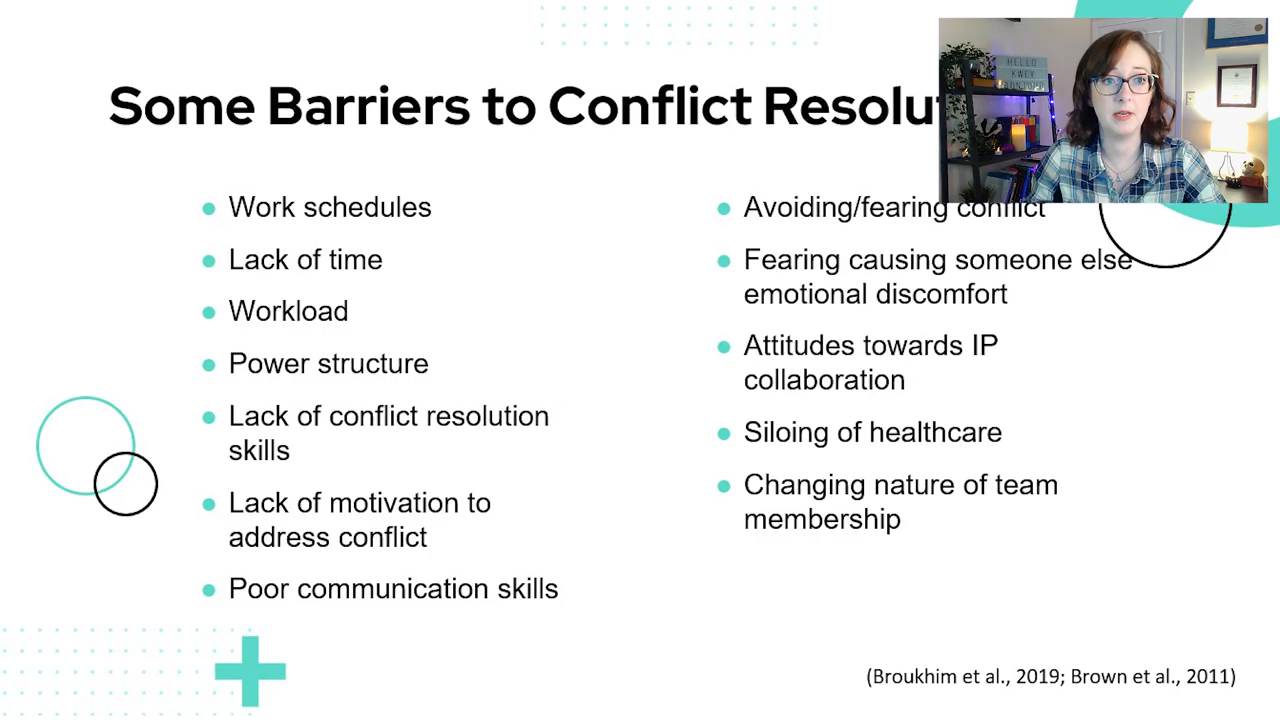 Some Barriers to Conflict Resolu
Work schedules
Lack of time
Workload
Power structure
Lack of conflict resolution
skills
Lack of motivation to
address conflict
Poor communication skills
Avoiding/fearing conflict
Fearing causing someone else
emotional discomfort
Attitudes towards IP
collaboration
Siloing of healthcare
Changing nature of team
membership
(Broukhim et al., 2019; Brown et al., 2011)
HELLO
KWEY